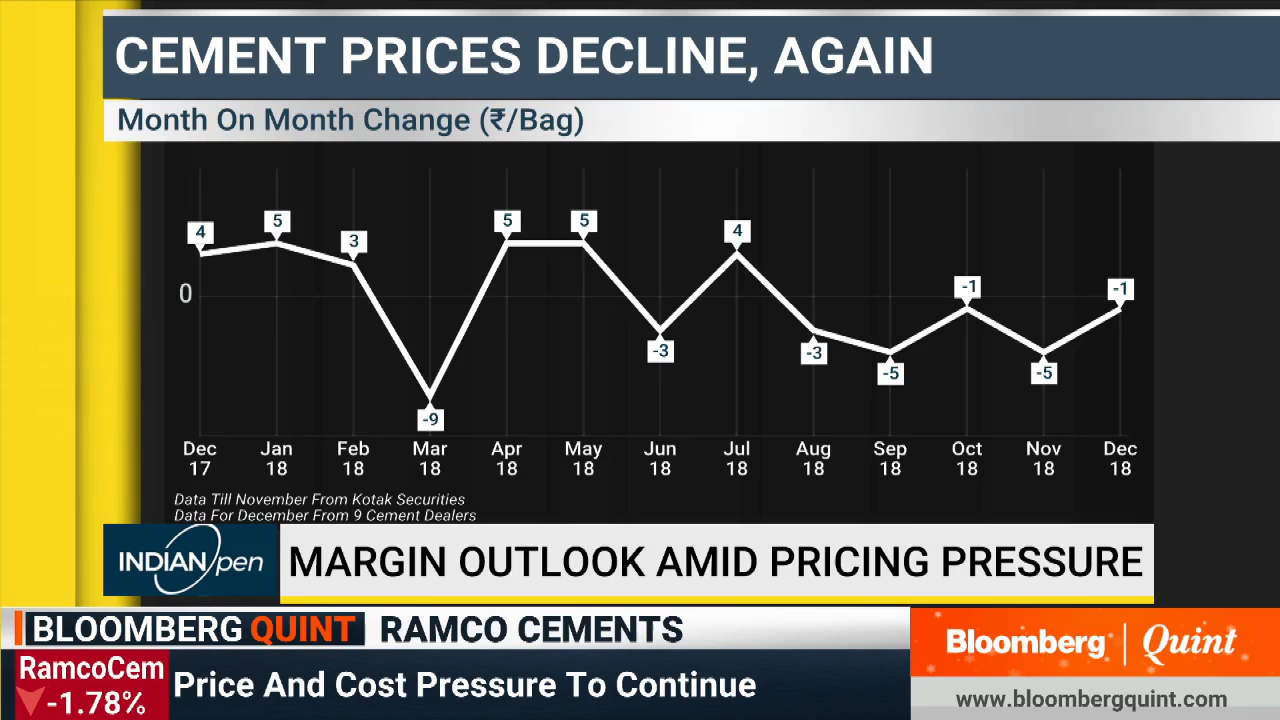 CEMENT PRICES DECLINE, AGAIN
Month On Month Change (₹/Bag)
4
5
3
-9
5
5
-3
4
-3
-5
-1
-5
-1
0
Dec 17
Jan 18
Feb 18
Mar 18
Apr 18
May 18
Jun 18
Jul 18
Aug 18
Sep 18
Oct 18
Nov 18
Dec 18
Data Till November From Kotak Securities
Data For December From 9 Cement Dealers
INDIAN Open
MARGIN OUTLOOK AMID PRICING PRESSURE
BLOOMBERG QUINT RAMCO CEMENTS
RamcoCem
-1.78%
Price And Cost Pressure To Continue
Bloomberg | Quint
www.bloombergquint.com